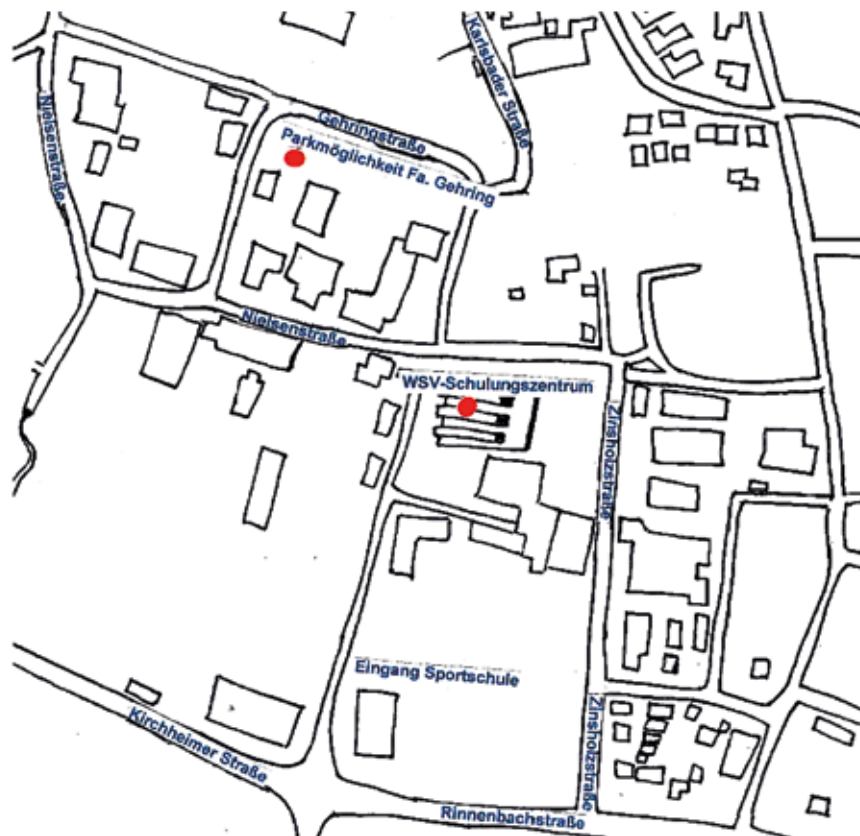 Karlsbader Straße
Gehringstraße
Nielsenstraße
Parkmöglichkeit Fa. Gehring
Nielsenstraße
WSV-Schulungszentrum
Zinsholzstraße
Eingang Sportschule
Kirchheimer Straße
Zinsholzstraße
Rinnenbachstraße